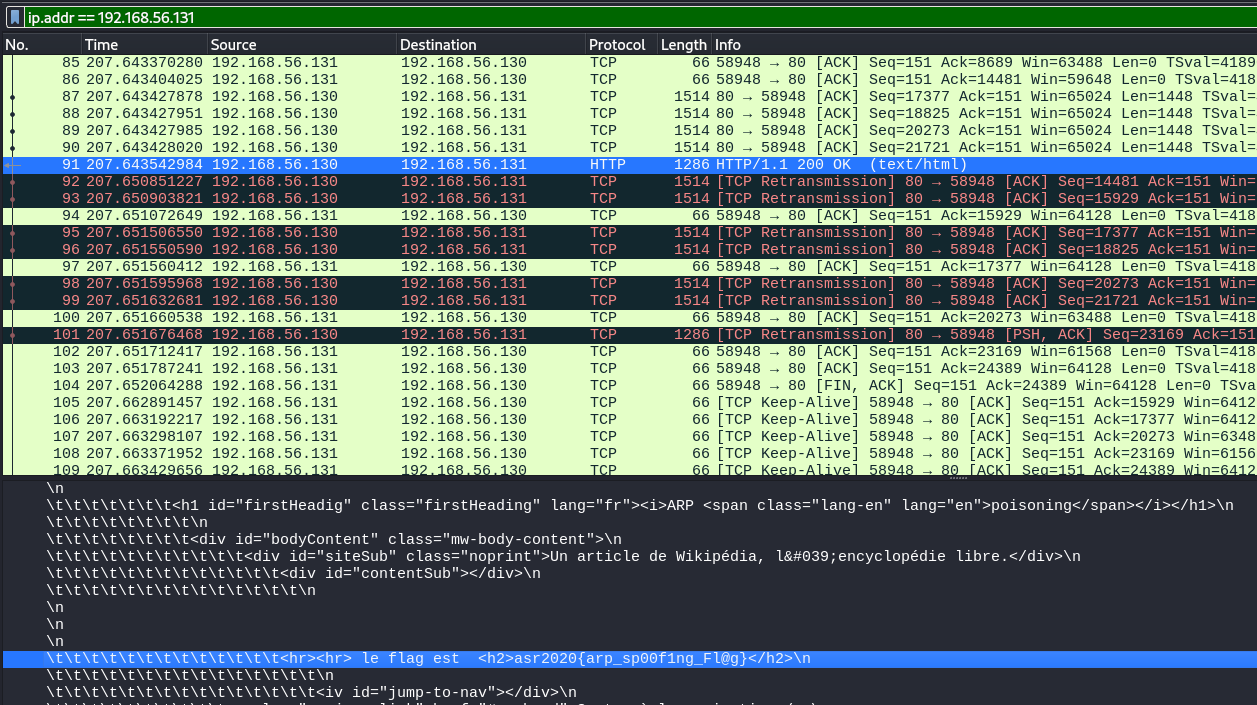 ip.addr == 192.168.56.131
No. Time Source Destination Protocol Length Info
85 207.643370280 192.168.56.131 192.168.56.130 TCP 66 58948 → 80 [ACK] Seq=151 Ack=8689 Win=63488 Len=0 TSval=4189
86 207.643404025 192.168.56.131 192.168.56.130 TCP 66 58948 → 80 [ACK] Seq=151 Ack=14481 Win=59648 Len=0 TSval=418
87 207.643427878 192.168.56.130 192.168.56.131 TCP 1514 80 → 58948 [ACK] Seq=17377 Ack=151 Win=65024 Len=1448 TSval=
88 207.643427951 192.168.56.130 192.168.56.131 TCP 1514 80 → 58948 [ACK] Seq=18825 Ack=151 Win=65024 Len=1448 TSval=
89 207.643427985 192.168.56.130 192.168.56.131 TCP 1514 80 → 58948 [ACK] Seq=20273 Ack=151 Win=65024 Len=1448 TSval=
90 207.643428020 192.168.56.130 192.168.56.131 TCP 1514 80 → 58948 [ACK] Seq=21721 Ack=151 Win=65024 Len=1448 TSval=
91 207.643542984 192.168.56.130 192.168.56.131 HTTP 1286 HTTP/1.1 200 OK (text/html)
92 207.650851227 192.168.56.130 192.168.56.131 TCP 1514 [TCP Retransmission] 80 → 58948 [ACK] Seq=14481 Ack=151 Win=
93 207.650903821 192.168.56.130 192.168.56.131 TCP 1514 [TCP Retransmission] 80 → 58948 [ACK] Seq=15929 Ack=151 Win=
94 207.651072649 192.168.56.131 192.168.56.130 TCP 66 58948 → 80 [ACK] Seq=151 Ack=15929 Win=64128 Len=0 TSval=418
95 207.651506550 192.168.56.130 192.168.56.131 TCP 1514 [TCP Retransmission] 80 → 58948 [ACK] Seq=17377 Ack=151 Win=
96 207.651550590 192.168.56.130 192.168.56.131 TCP 1514 [TCP Retransmission] 80 → 58948 [ACK] Seq=18825 Ack=151 Win=
97 207.651560412 192.168.56.131 192.168.56.130 TCP 66 58948 → 80 [ACK] Seq=151 Ack=17377 Win=64128 Len=0 TSval=418
98 207.651595968 192.168.56.130 192.168.56.131 TCP 1514 [TCP Retransmission] 80 → 58948 [ACK] Seq=20273 Ack=151 Win=
99 207.651632681 192.168.56.130 192.168.56.131 TCP 1514 [TCP Retransmission] 80 → 58948 [ACK] Seq=21721 Ack=151 Win=
100 207.651660538 192.168.56.131 192.168.56.130 TCP 66 58948 → 80 [ACK] Seq=151 Ack=20273 Win=63488 Len=0 TSval=418
101 207.651676468 192.168.56.130 192.168.56.131 TCP 1286 [TCP Retransmission] 80 → 58948 [PSH, ACK] Seq=23169 Ack=151
102 207.651712417 192.168.56.131 192.168.56.130 TCP 66 58948 → 80 [ACK] Seq=151 Ack=23169 Win=61568 Len=0 TSval=418
103 207.651787241 192.168.56.131 192.168.56.130 TCP 66 58948 → 80 [ACK] Seq=151 Ack=24389 Win=64128 Len=0 TSval=418
104 207.652064288 192.168.56.131 192.168.56.130 TCP 66 58948 → 80 [FIN, ACK] Seq=151 Ack=24389 Win=64128 Len=0 TSva
105 207.662891457 192.168.56.131 192.168.56.130 TCP 66 [TCP Keep-Alive] 58948 → 80 [ACK] Seq=151 Ack=15929 Win=6412
106 207.663192217 192.168.56.131 192.168.56.130 TCP 66 [TCP Keep-Alive] 58948 → 80 [ACK] Seq=151 Ack=17377 Win=6412
107 207.663298107 192.168.56.131 192.168.56.130 TCP 66 [TCP Keep-Alive] 58948 → 80 [ACK] Seq=151 Ack=20273 Win=6348
108 207.663371952 192.168.56.131 192.168.56.130 TCP 66 [TCP Keep-Alive] 58948 → 80 [ACK] Seq=151 Ack=23169 Win=6156
109 207.663429656 192.168.56.131 192.168.56.130 TCP 66 [TCP Keep-Alive] 58948 → 80 [ACK] Seq=151 Ack=24389 Win=6412
\n
\t\t\t\t\t\t\t<h1 id="firstHeadig" class="firstHeading" lang="fr"><i>ARP <span class="lang-en" lang="en">poisoning</span></i></h1>\n
\t\t\t\t\t\t\t\t\t\n
\t\t\t\t\t\t\t\t<div id="bodyContent" class="mw-body-content">\n
\t\t\t\t\t\t\t\t\t\t\t<div id="siteSub" class="noprint">Un article de Wikipédia, l&#039;encyclopédie libre.</div>\n
\t\t\t\t\t\t\t\t\t\t\t\t\t<div id="contentSub"></div>\n
\t\t\t\t\t\t\t\t\t\t\t\t\t\t\t\n
\n
\n
\n
\t\t\t\t\t\t\t\t\t\t\t\t\t<hr><hr> le flag est <h2>asr2020{arp_sp00f1ng_Fl@g}</h2>\n
\t\t\t\t\t\t\t\t\t\t\t\t\t\t\t\t\n
\t\t\t\t\t\t\t\t\t\t\t\t\t\t\t<iv id="jump-to-nav"></div>\n